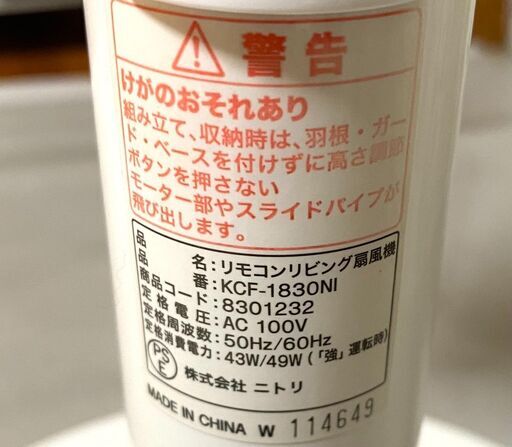 警告
けがのおそれあり
組み立て、収納時は、羽根・ガー
ド・ベースを付けずに高さ調節
ボタンを押さない
モーター部やスライドパイプが
飛び出します。
品名:リモコンリビング扇風機
品番:KCF-1830NI
商品コード:8301232
定格電圧:AC 100V
定格周波数:50Hz/60Hz
定格消費電力:43W/49W(「強」運転時)
PSE 株式会社 ニトリ
MADE IN CHINA W 114649